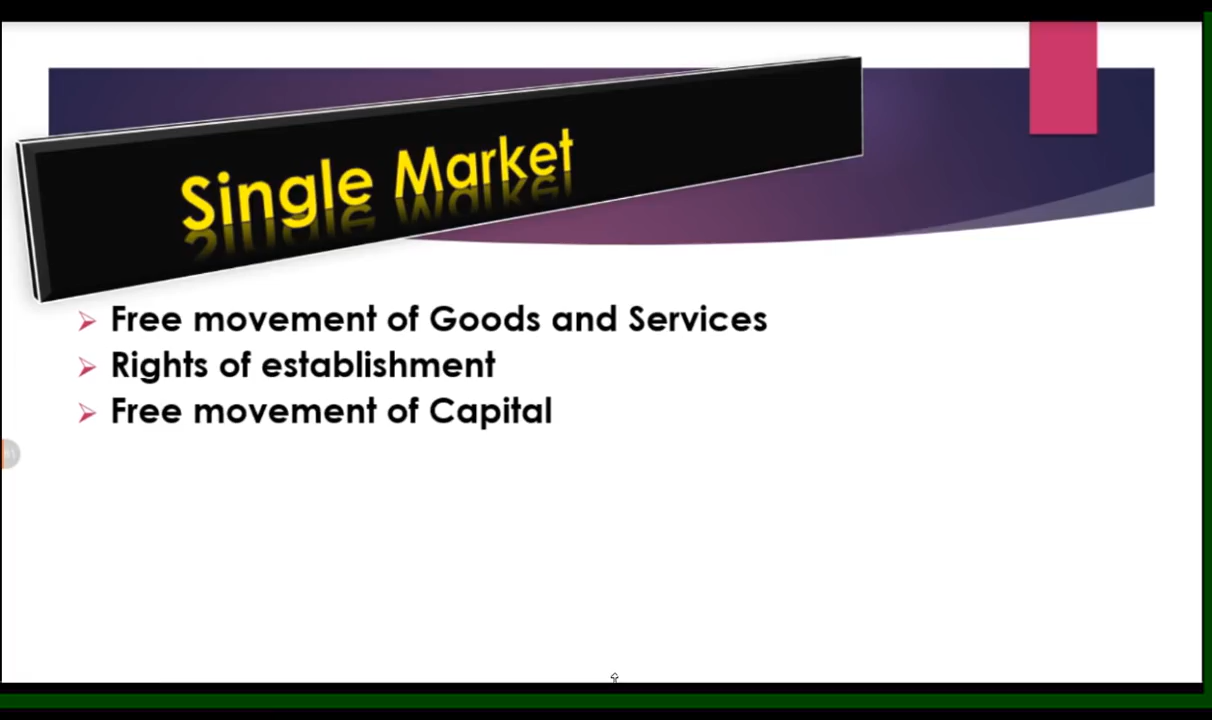 Single Market
Free movement of Goods and Services
Rights of establishment
Free movement of Capital